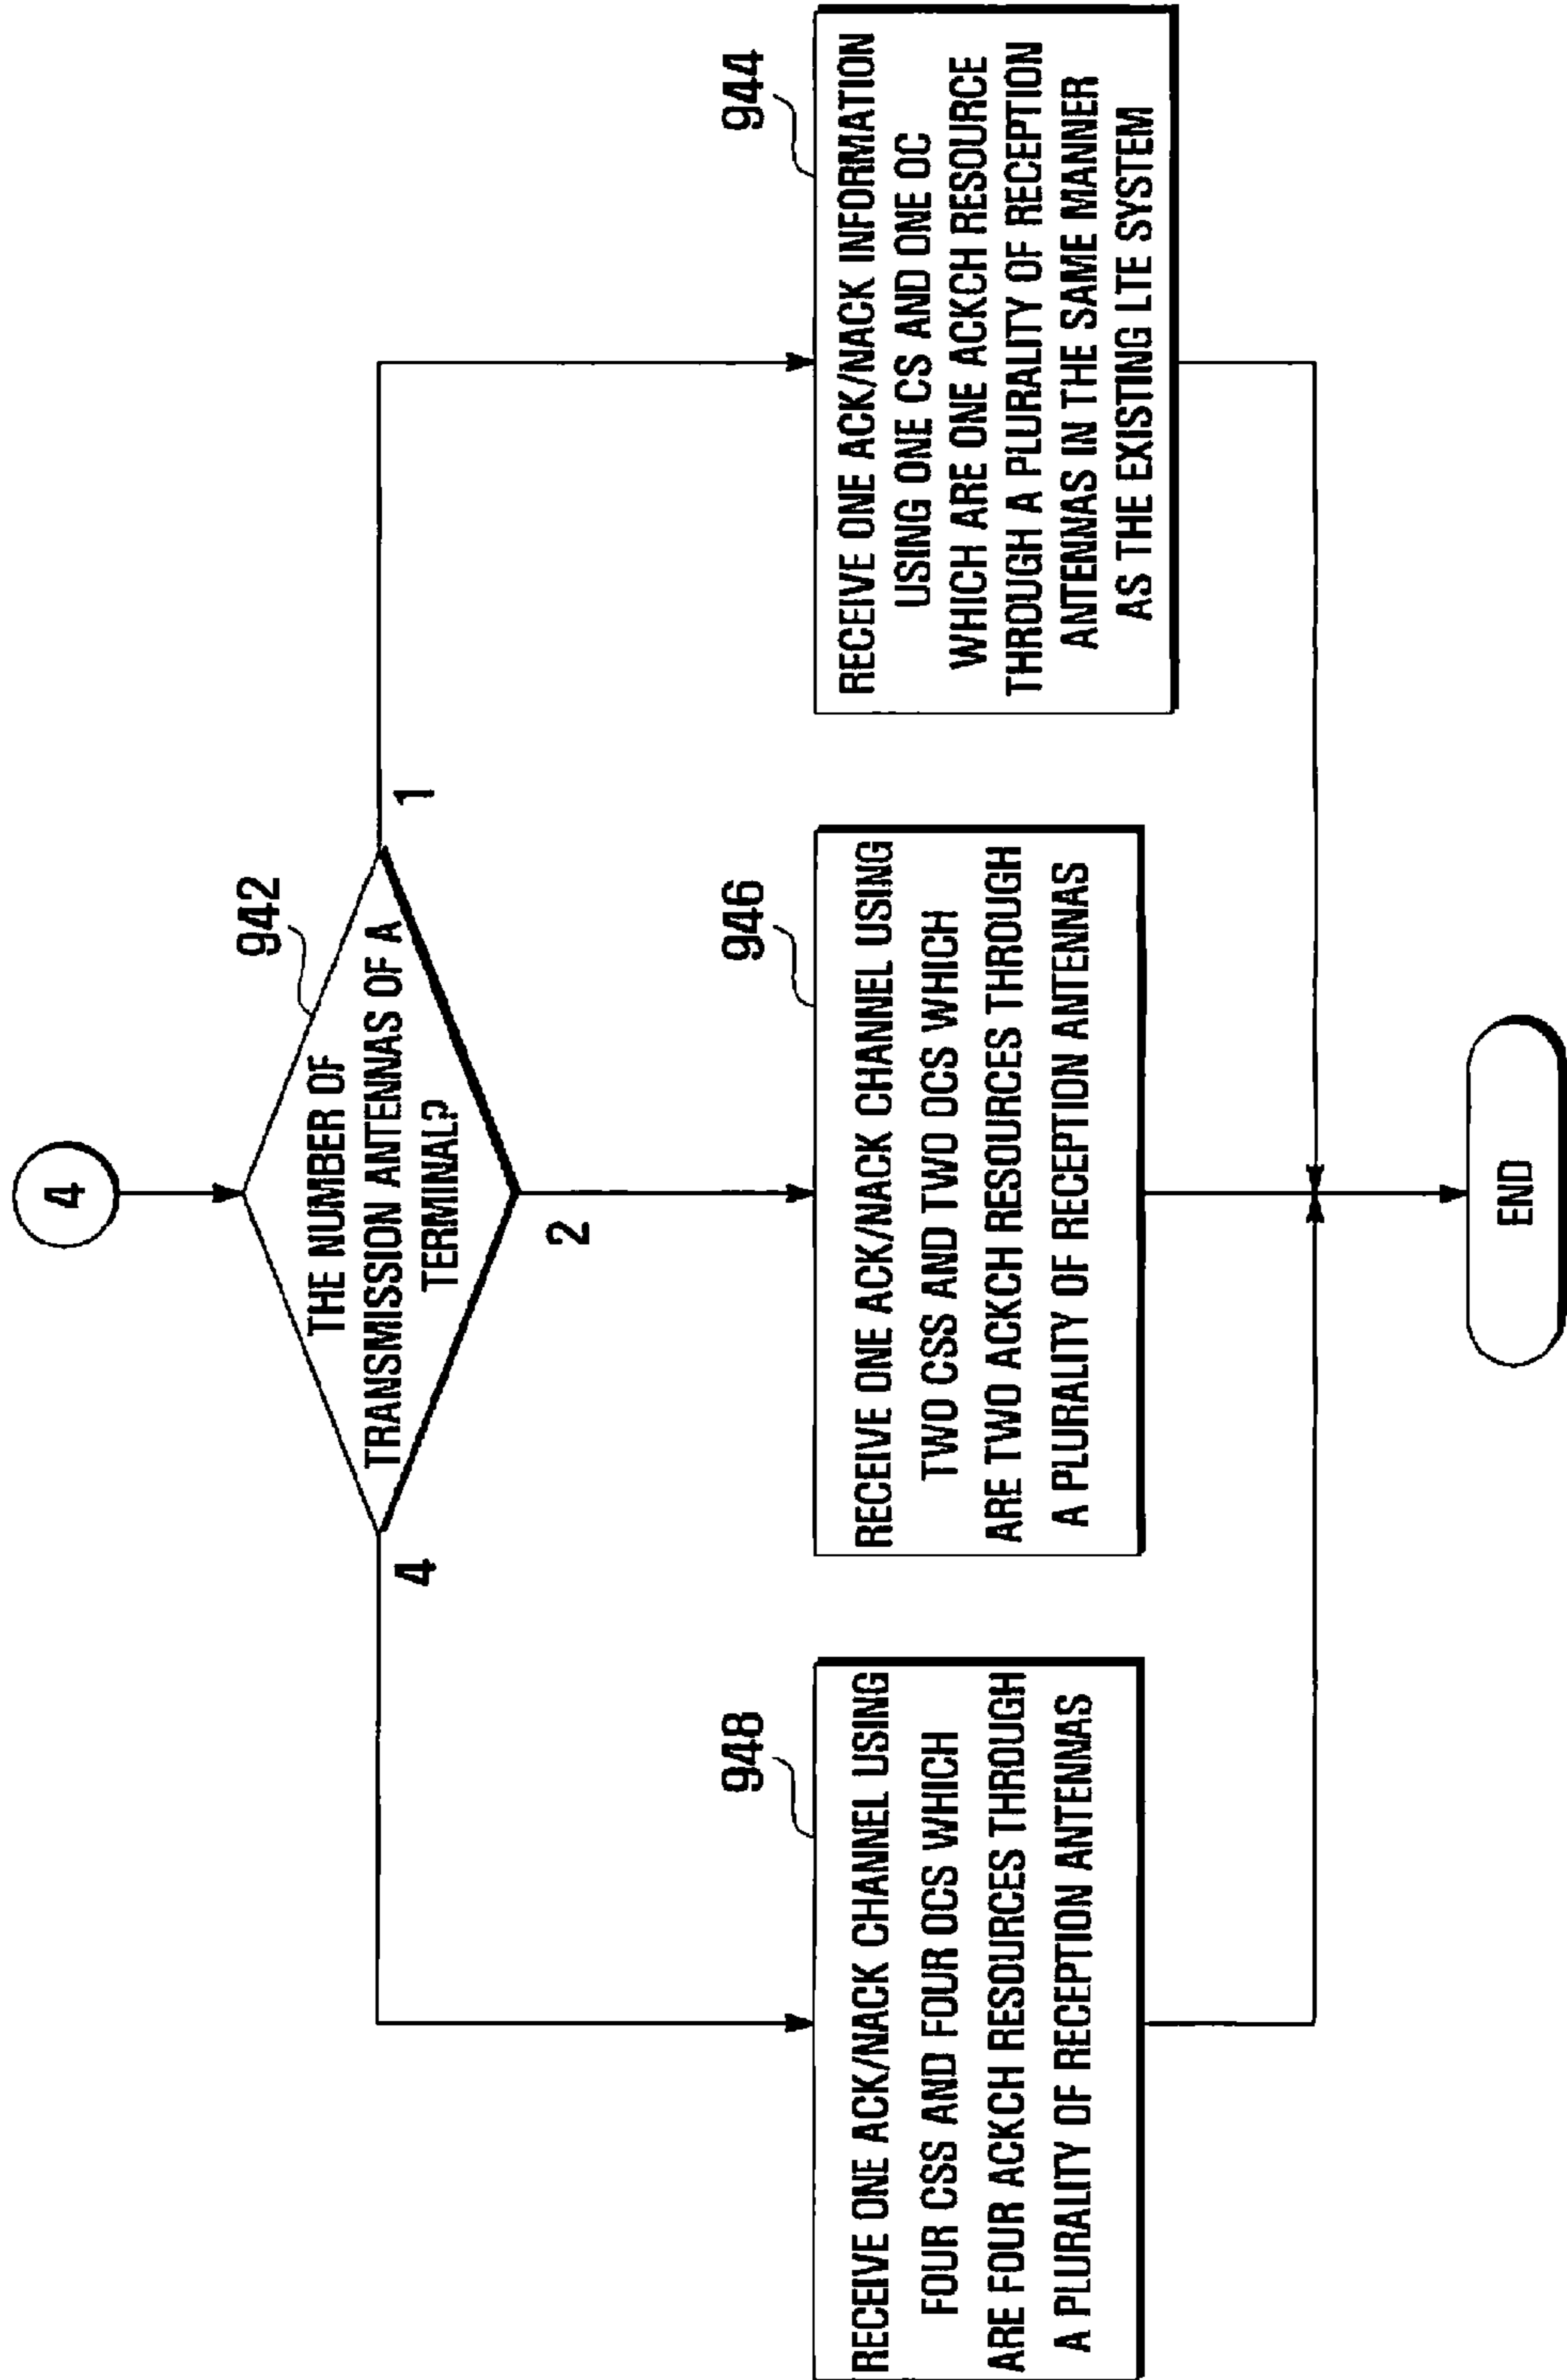 4
942
THE NUMBER OF
TRANSMISSION ANTENNAS OF A
TERMINAL?
4
2
1
948
RECEIVE ONE ACK/NACK CHANNEL USING
FOUR CSS AND FOUR OCS WHICH
ARE FOUR ACKCH RESOURCES THROUGH
A PLURALITY OF RECEPTION ANTENNAS
946
RECEIVE ONE ACK/NACK CHANNEL USING
TWO CSS AND TWO OCS WHICH
ARE TWO ACKCH RESOURCES THROUGH
A PLURALITY OF RECEPTION ANTENNAS
944
RECEIVE ONE ACK/NACK INFORMATION
USING ONE CS AND ONE OC
WHICH ARE ONE ACKCH RESOURCE
THROUGH A PLURALITY OF RECEPTION
ANTENNAS IN THE SAME MANNER
AS THE EXISTING LTE SYSTEM
END